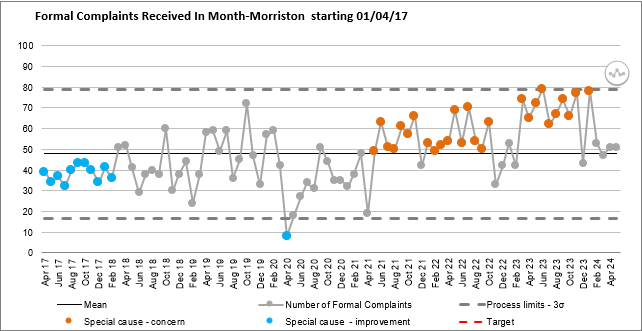 Formal Complaints Received In Month-Morriston starting 01/04/17
100
90
80
70
60
50
40
30
20
10
0
Apr 17
Jun 17
Aug 17
Oct 17
Dec 17
Feb 18
Apr 18
Jun 18
Aug 18
Oct 18
Dec 18
Feb 19
Apr 19
Jun 19
Aug 19
Oct 19
Dec 19
Feb 20
Apr 20
Jun 20
Aug 20
Oct 20
Dec 20
Feb 21
Apr 21
Jun 21
Aug 21
Oct 21
Dec 21
Feb 22
Apr 22
Jun 22
Aug 22
Oct 22
Dec 22
Feb 23
Apr 23
Jun 23
Aug 23
Oct 23
Dec 23
Feb 24
Apr 24
Mean
Number of Formal Complaints
Process limits - 3σ
Special cause - concern
Special cause - improvement
Target